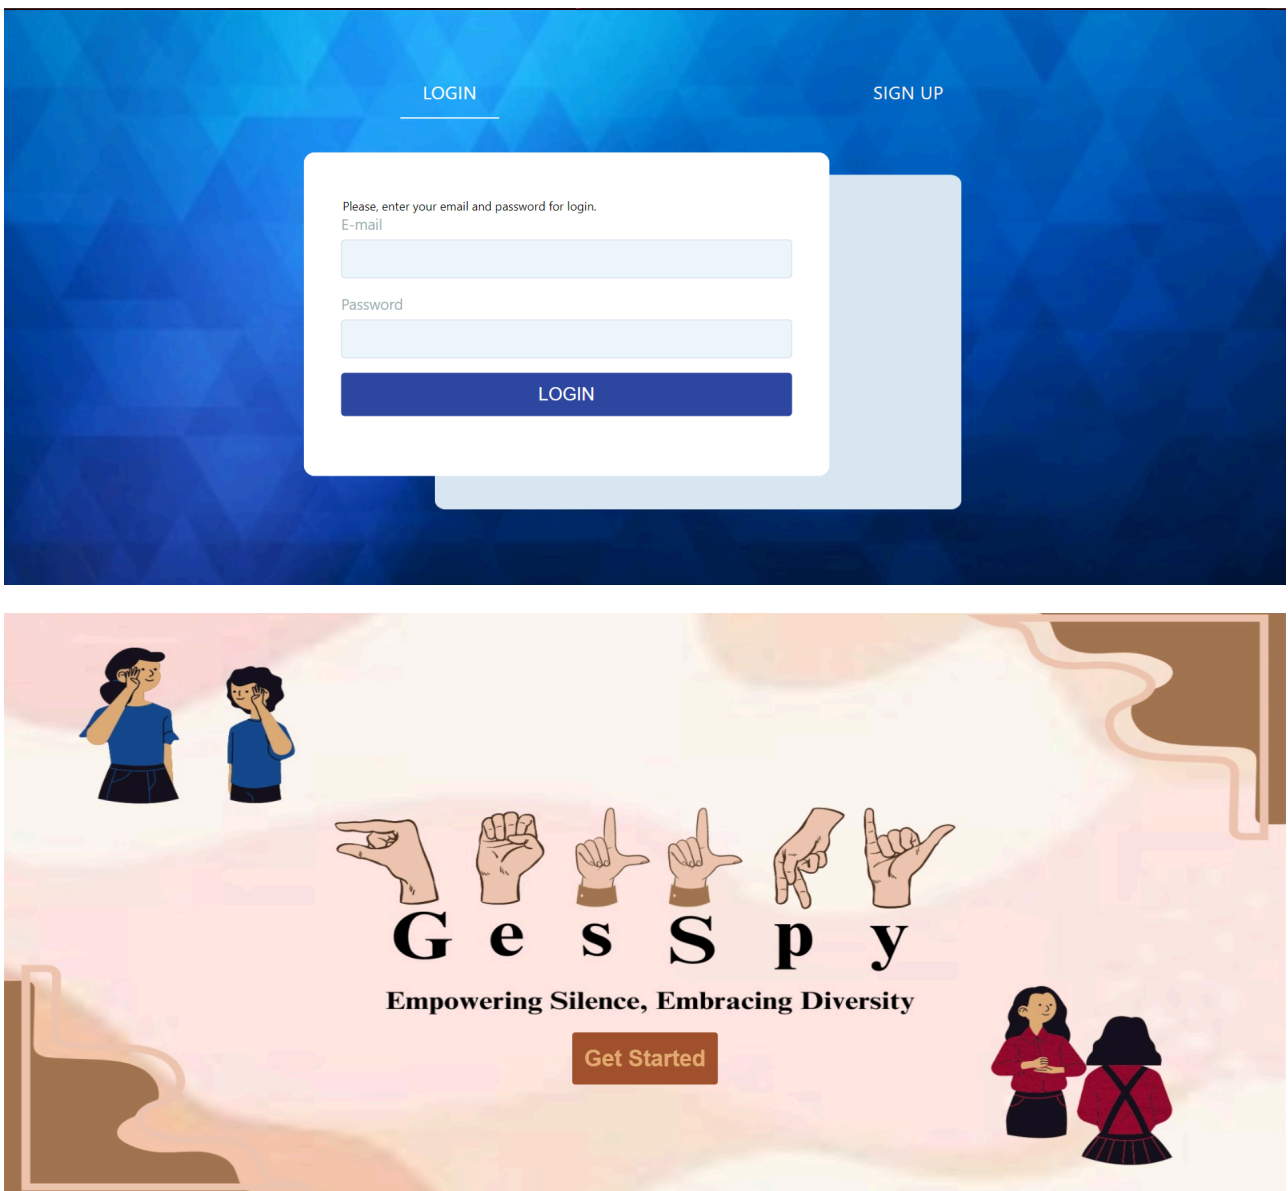 LOGIN
SIGN UP
Please, enter your email and password for login.
E-mail
Password
LOGIN
G e s S p y
Empowering Silence, Embracing Diversity
Get Started